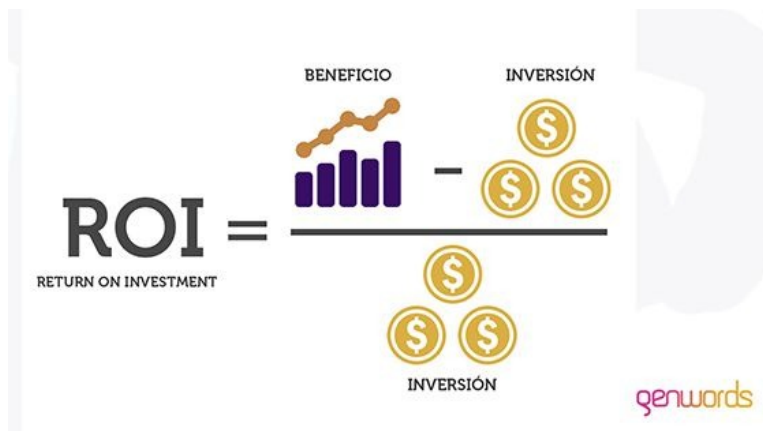 BENEFICIO
INVERSIÓN
$
−
$ $
ROI =
RETURN ON INVESTMENT
$
$ $
INVERSIÓN
genwords